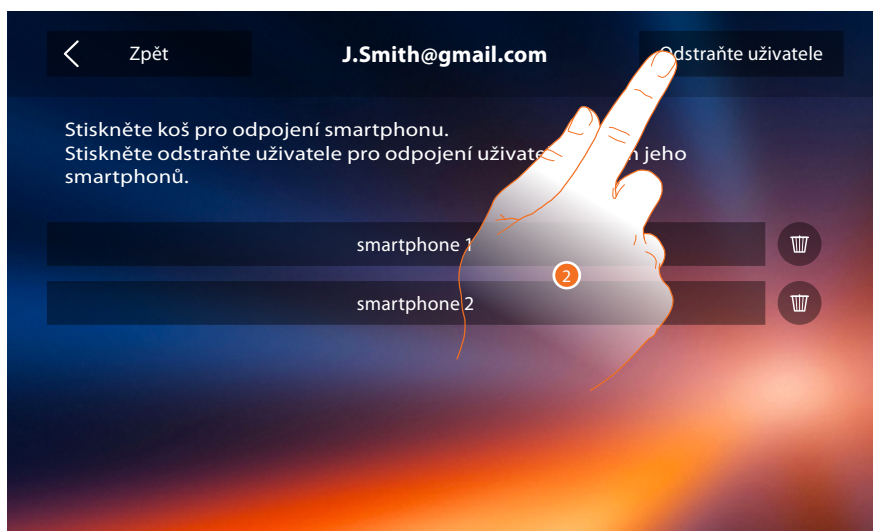 Zpět
J.Smith@gmail.com
Odstraňte uživatele
Stiskněte koš pro odpojení smartphonu.
Stiskněte odstraňte uživatele pro odpojení jeho
smartphonů.
smartphone 1
2
smartphone 2